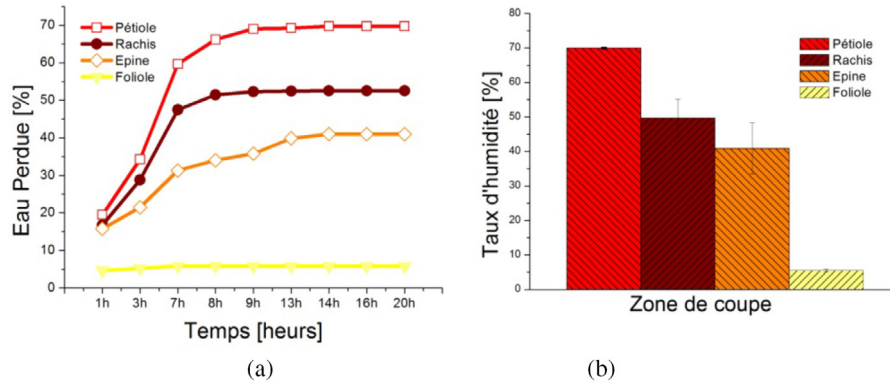 Eau Perdue [%]
70
60
50
40
30
20
10
0
Pétiole
Rachis
Epine
Foliole
1h 3h 7h 8h 9h 13h 14h 16h 20h
Temps [heurs]
(a)
Taux d'humidité [%]
80
70
60
50
40
30
20
10
0
Pétiole
Rachis
Epine
Foliole
Zone de coupe
(b)